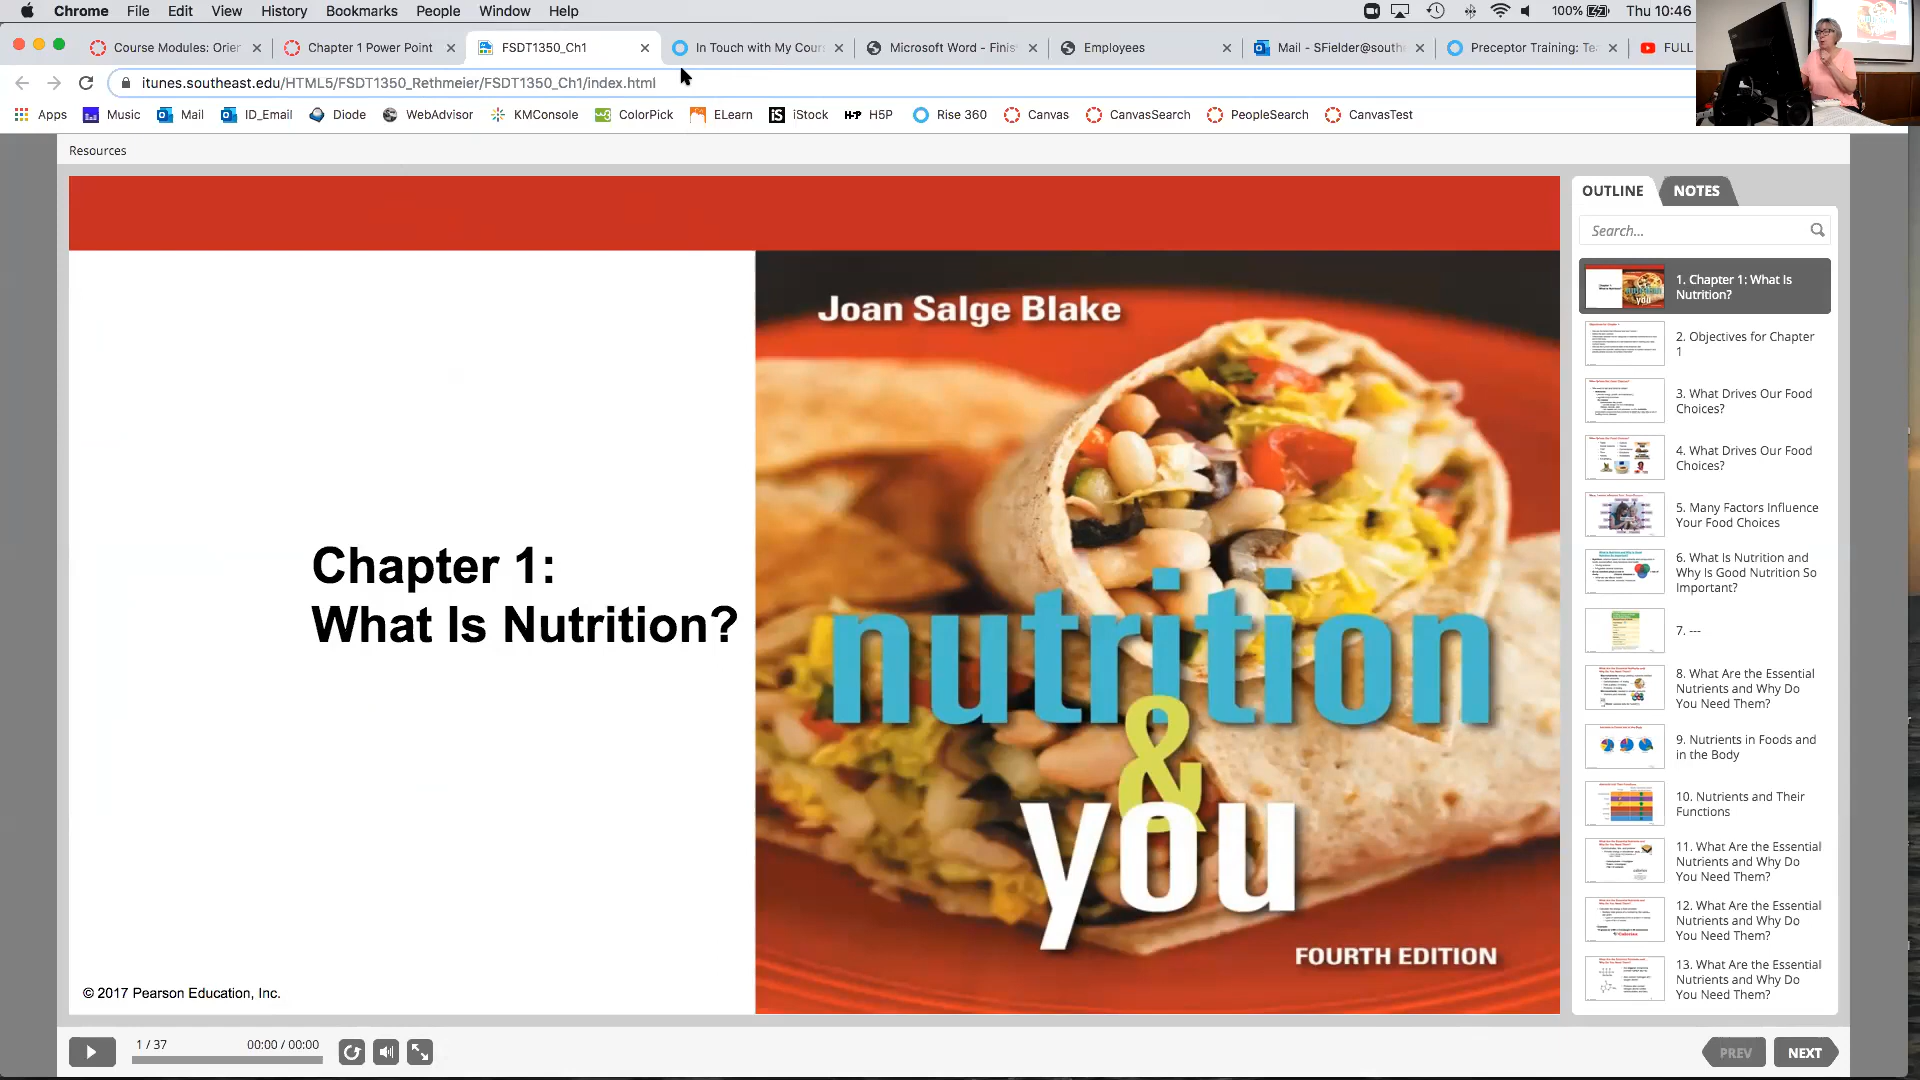 Chrome File Edit View History Bookmarks People Window Help 100% Thu 10:46
Course Modules: Orien Chapter 1 Power Point FSDT1350_Ch1 In Touch with My Cour Microsoft Word - Finis Employees Mail - SFielder@south Preceptor Training: Te FULL
itunes.southeast.edu/HTML5/FSDT1350_Rethmeier/FSDT1350_Ch1/index.html
Apps Music Mail ID_Email Diode WebAdvisor KMConsole ColorPick ELearn iStock H5P Rise 360 Canvas CanvasSearch PeopleSearch CanvasTest
Resources
Joan Salge Blake
Chapter 1:
What Is Nutrition?
nutrition
&
you
FOURTH EDITION
© 2017 Pearson Education, Inc.
OUTLINE NOTES
Search...
1. Chapter 1: What Is
Nutrition?
2. Objectives for Chapter
1
3. What Drives Our Food
Choices?
4. What Drives Our Food
Choices?
5. Many Factors Influence
Your Food Choices
6. What Is Nutrition and
Why Is Good Nutrition So
Important?
7. ---
8. What Are the Essential
Nutrients and Why Do
You Need Them?
9. Nutrients in Foods and
in the Body
10. Nutrients and Their
Functions
11. What Are the Essential
Nutrients and Why Do
You Need Them?
12. What Are the Essential
Nutrients and Why Do
You Need Them?
13. What Are the Essential
Nutrients and Why Do
You Need Them?
1 / 37 00:00 / 00:00
PREV NEXT